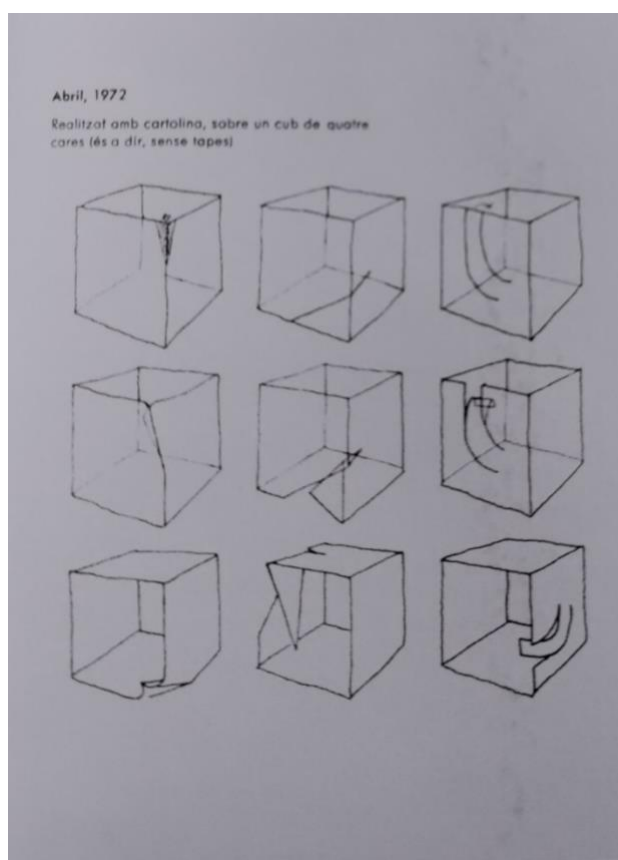 Abril, 1972
Realitzat amb cartolina, sobre un cub de quatre
cares (és a dir, sense tapes)